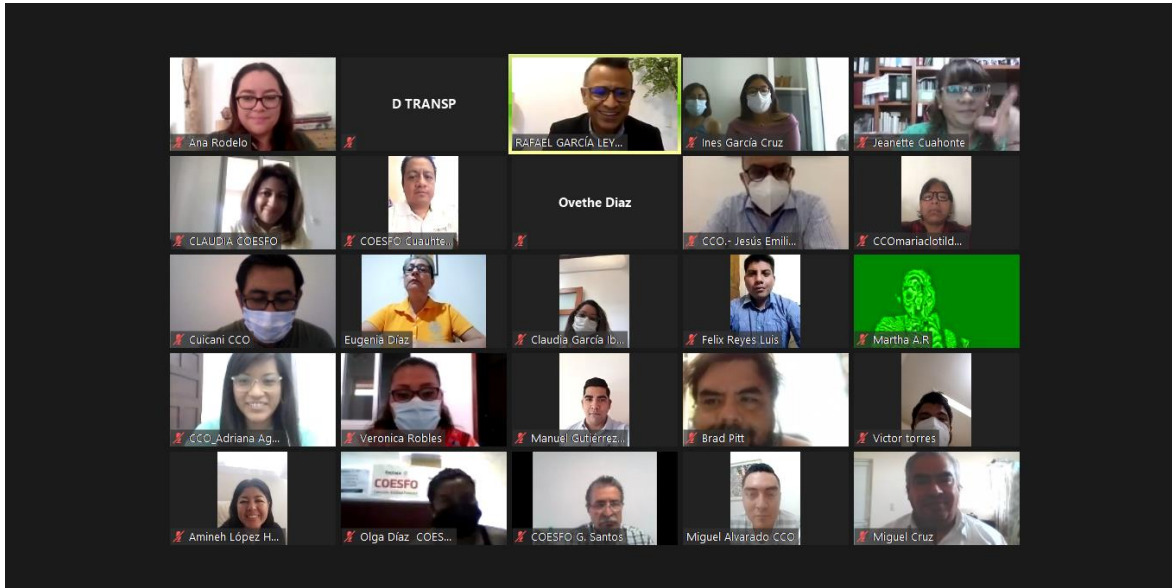 Ana Rodelo
D TRANSP
RAFAEL GARCÍA LEY...
Ines García Cruz
Jeanette Cuahonte
CLAUDIA COESFO
COESFO Cuauhte...
Ovethe Diaz
CCO.- Jesús Emili...
CCOmariaclotild...
Cuicani CCO
Eugenia Díaz
Claudia García Ib...
Felix Reyes Luis
Martha A.R
CCO_Adriana Ag...
Veronica Robles
Manuel Gutiérrez...
Brad Pitt
Victor torres
Amineh López H...
COESFO
Olga Díaz COES...
COESFO G. Santos
Miguel Alvarado CCO
Miguel Cruz